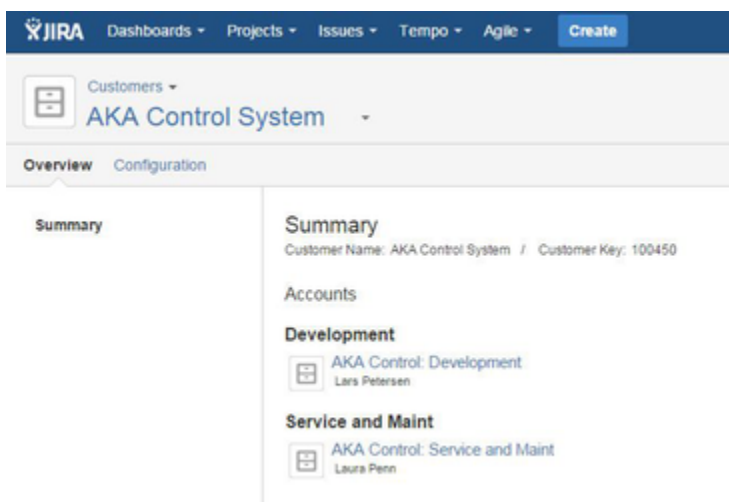 JIRA Dashboards Projects Issues Tempo Agile Create
Customers
AKA Control System
Overview Configuration
Summary
Summary
Customer Name: AKA Control System / Customer Key: 100450
Accounts
Development
AKA Control: Development
Lars Petersen
Service and Maint
AKA Control: Service and Maint
Laura Penn